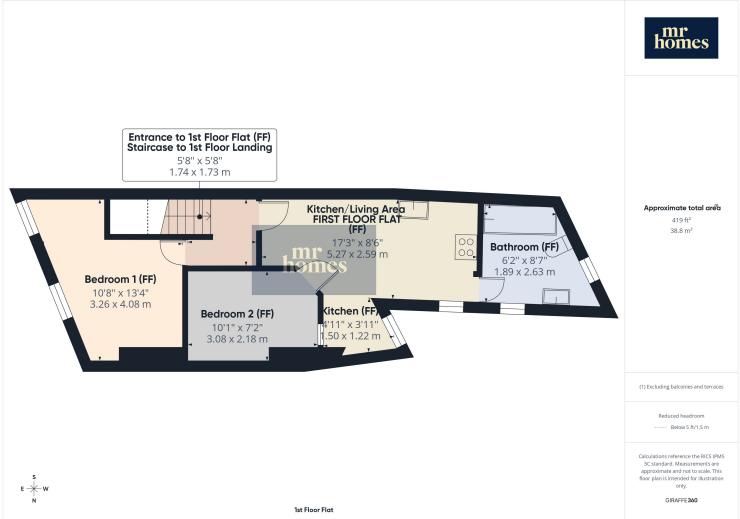 mr
homes
Entrance to 1st Floor Flat (FF)
Staircase to 1st Floor Landing
5'8" x 5'8"
1.74 x 1.73 m
Kitchen/Living Area
FIRST FLOOR FLAT
(FF)
17'3" x 8'6"
5.27 x 2.59 m
mr
homes
Bathroom (FF)
6'2" x 8'7"
1.89 x 2.63 m
Bedroom 1 (FF)
10'8" x 13'4"
3.26 x 4.08 m
Bedroom 2 (FF)
10'1" x 7'2"
3.08 x 2.18 m
Kitchen (FF)
4'11" x 3'11"
1.50 x 1.22 m
Approximate total area
419 ft²
38.8 m²
(1) Excluding balconies and terraces
Reduced headroom
Below 5 ft/1.5 m
Calculations reference the RICS IPMS
3C standard. Measurements are
approximate and not to scale. This
floor plan is intended for illustration
only.
GIRAFFE360
S
E W
N
1st Floor Flat